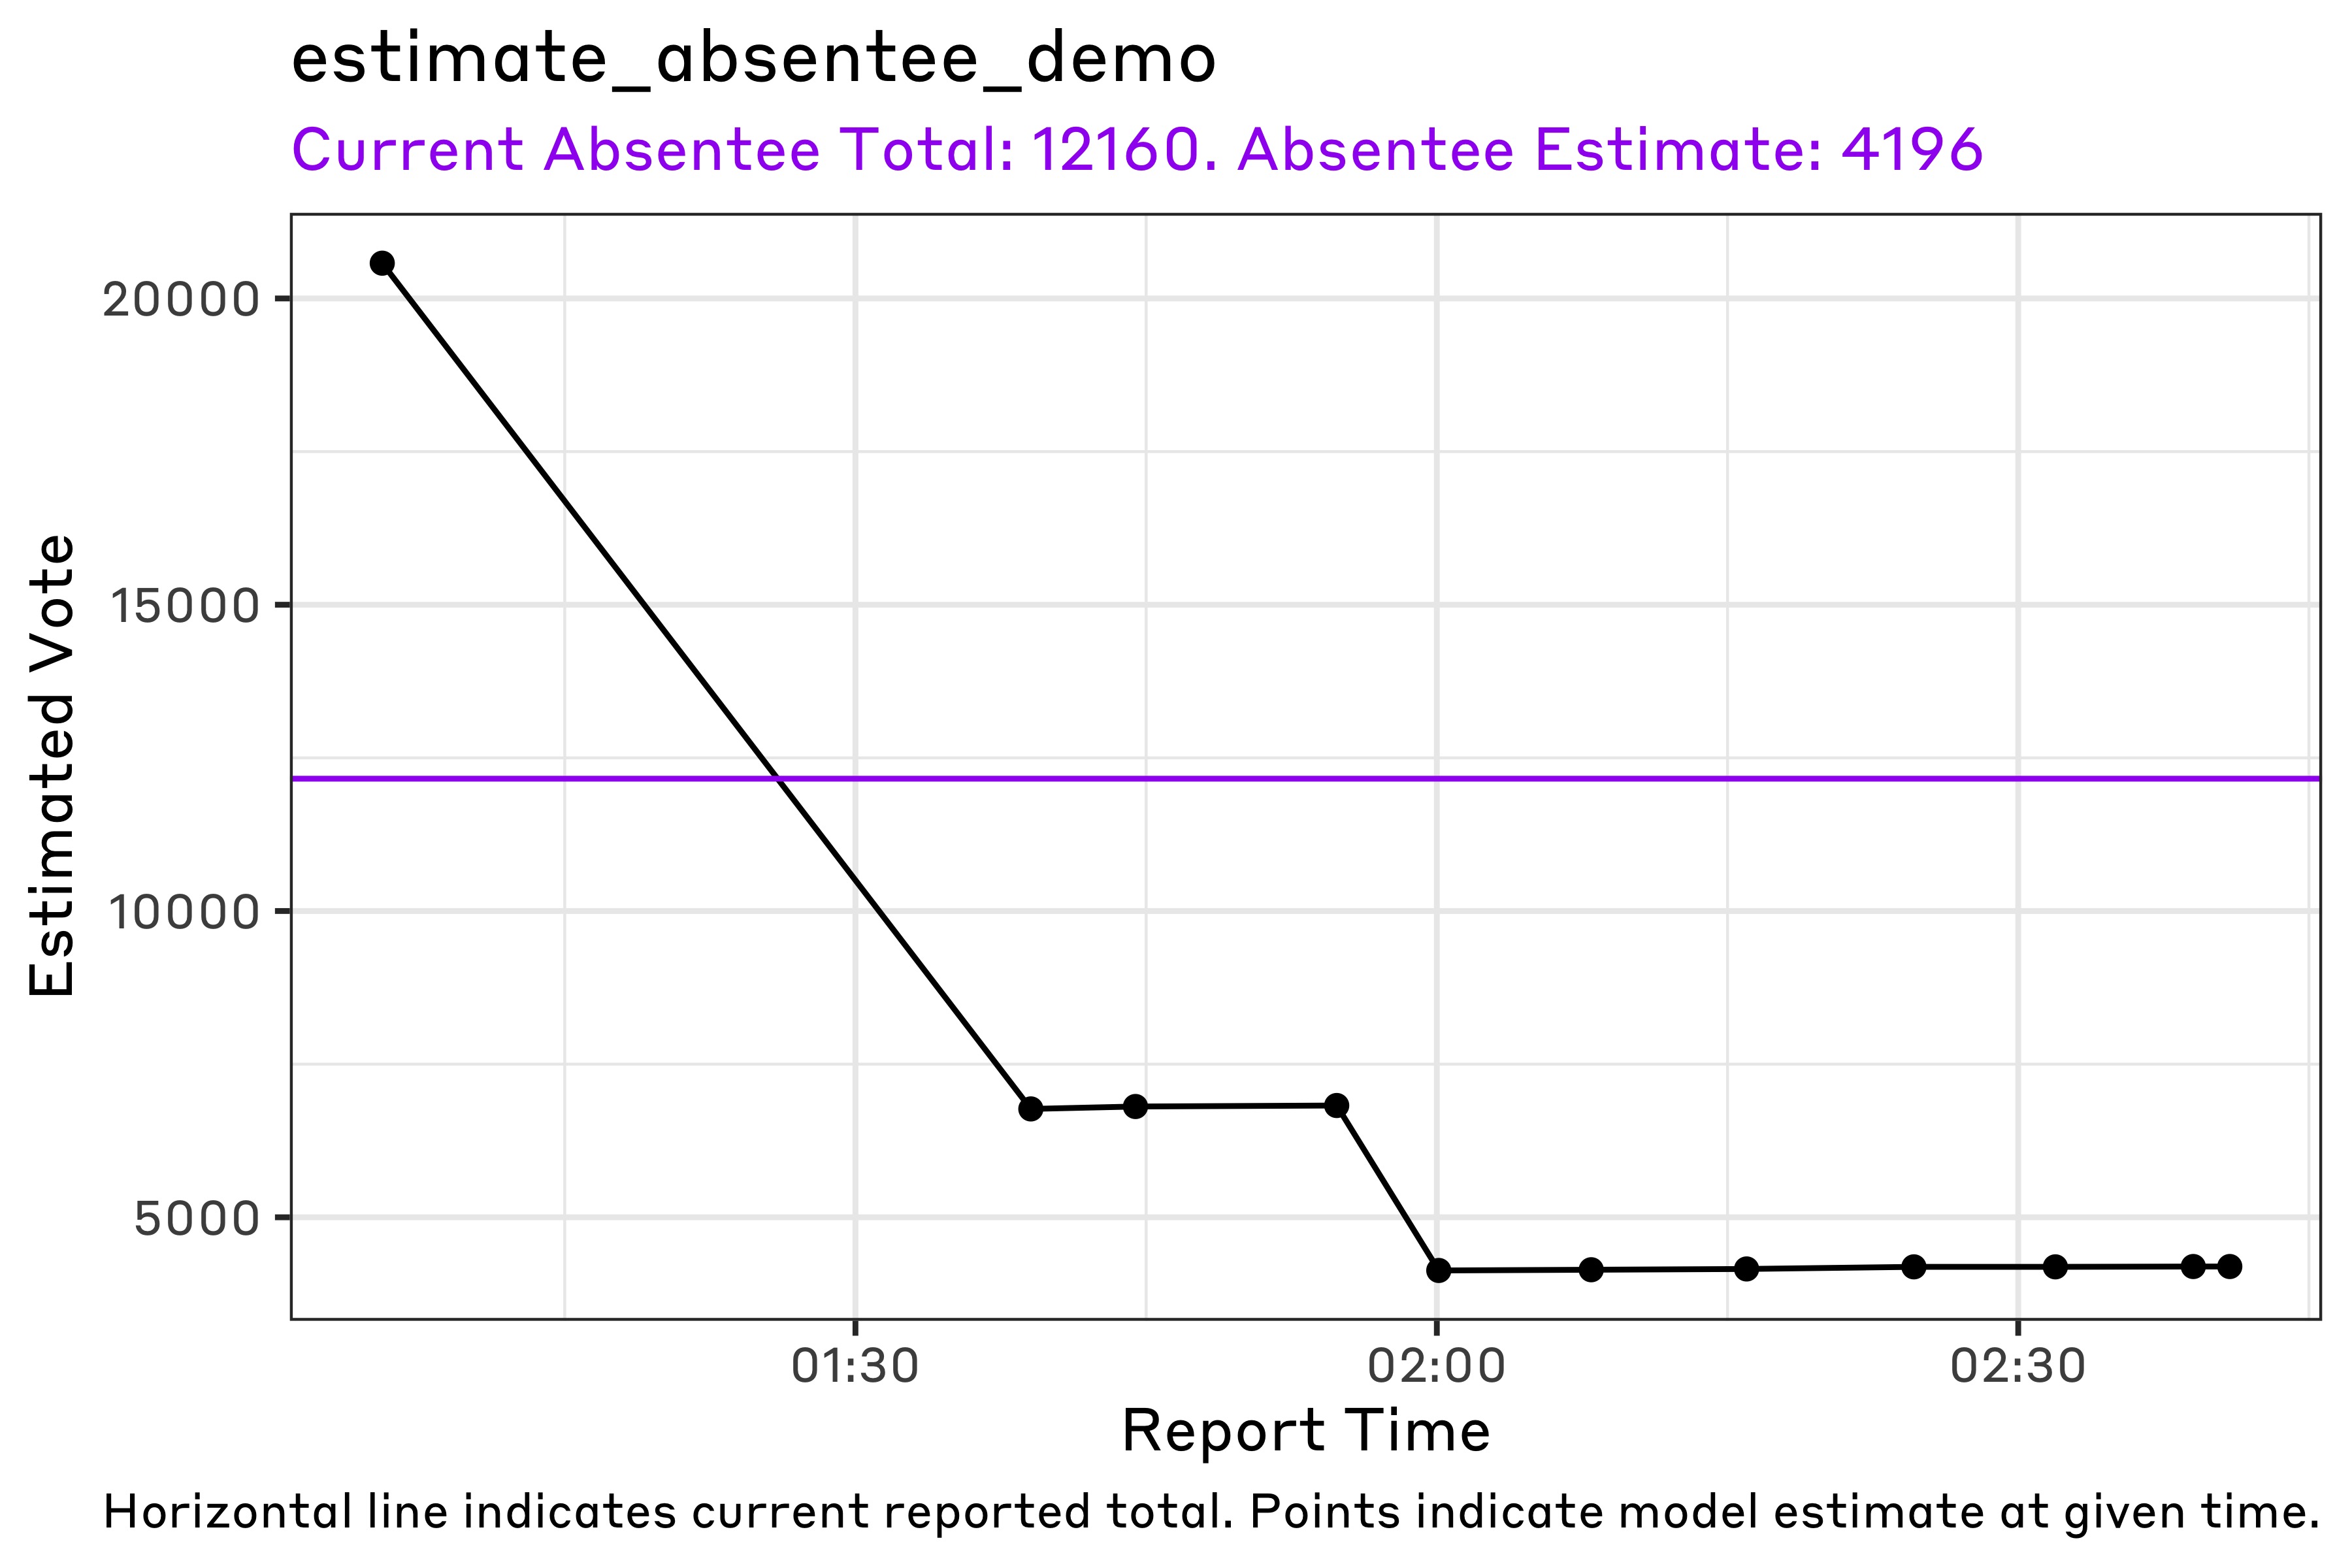 estimate_absentee_demo
Current Absentee Total: 12160. Absentee Estimate: 4196
Estimated Vote
20000
15000
10000
5000
01:30
02:00
02:30
Report Time
Horizontal line indicates current reported total. Points indicate model estimate at given time.